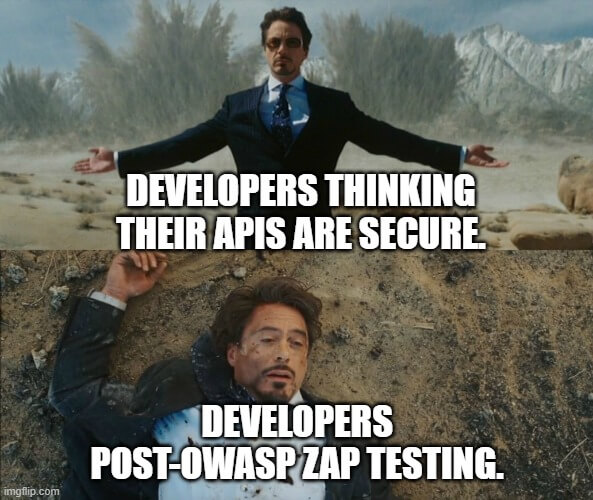 DEVELOPERS THINKING
THEIR APIS ARE SECURE.
DEVELOPERS
POST-OWASP ZAP TESTING.
imgflip.com